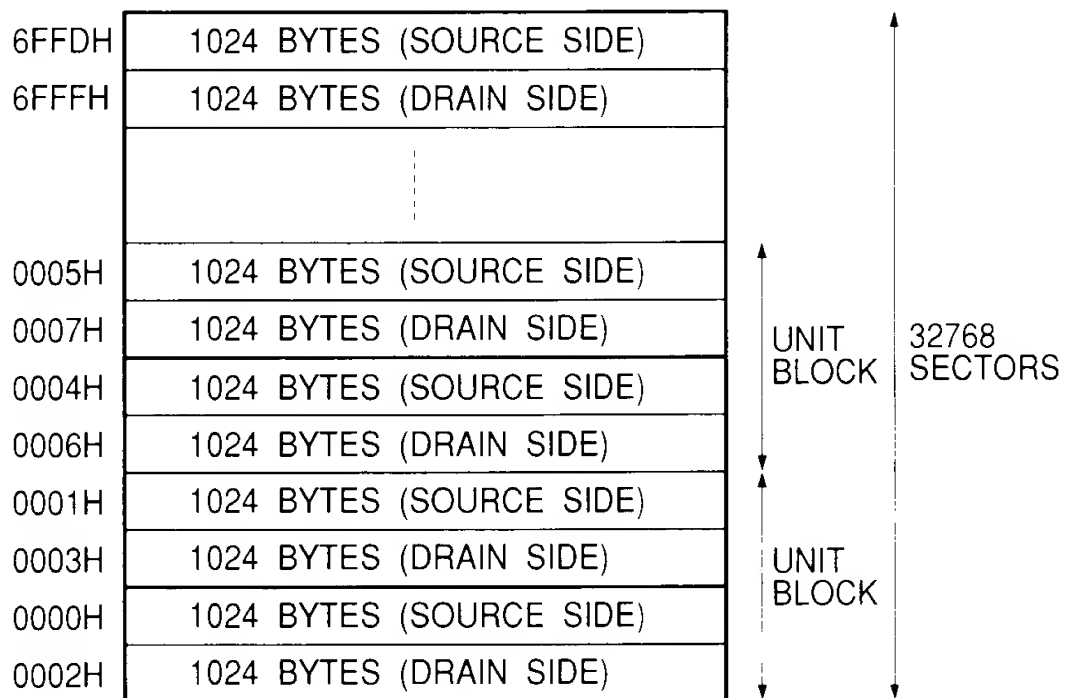 6FFDH 1024 BYTES (SOURCE SIDE)
6FFFH 1024 BYTES (DRAIN SIDE)
0005H 1024 BYTES (SOURCE SIDE)
0007H 1024 BYTES (DRAIN SIDE)
0004H 1024 BYTES (SOURCE SIDE)
0006H 1024 BYTES (DRAIN SIDE)
0001H 1024 BYTES (SOURCE SIDE)
0003H 1024 BYTES (DRAIN SIDE)
0000H 1024 BYTES (SOURCE SIDE)
0002H 1024 BYTES (DRAIN SIDE)
UNIT
BLOCK
UNIT
BLOCK
32768
SECTORS